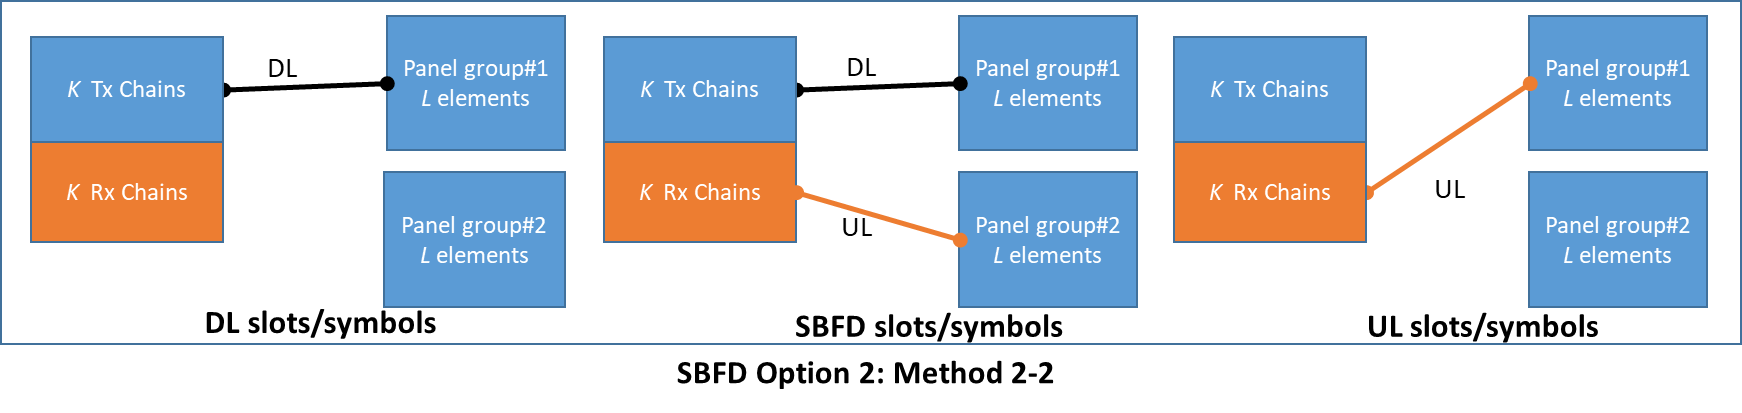 K Tx Chains
K Rx Chains
DL
Panel group#1
L elements
Panel group#2
L elements
DL slots/symbols
K Tx Chains
K Rx Chains
DL
UL
Panel group#1
L elements
Panel group#2
L elements
SBFD slots/symbols
K Tx Chains
K Rx Chains
UL
Panel group#1
L elements
Panel group#2
L elements
UL slots/symbols
SBFD Option 2: Method 2-2